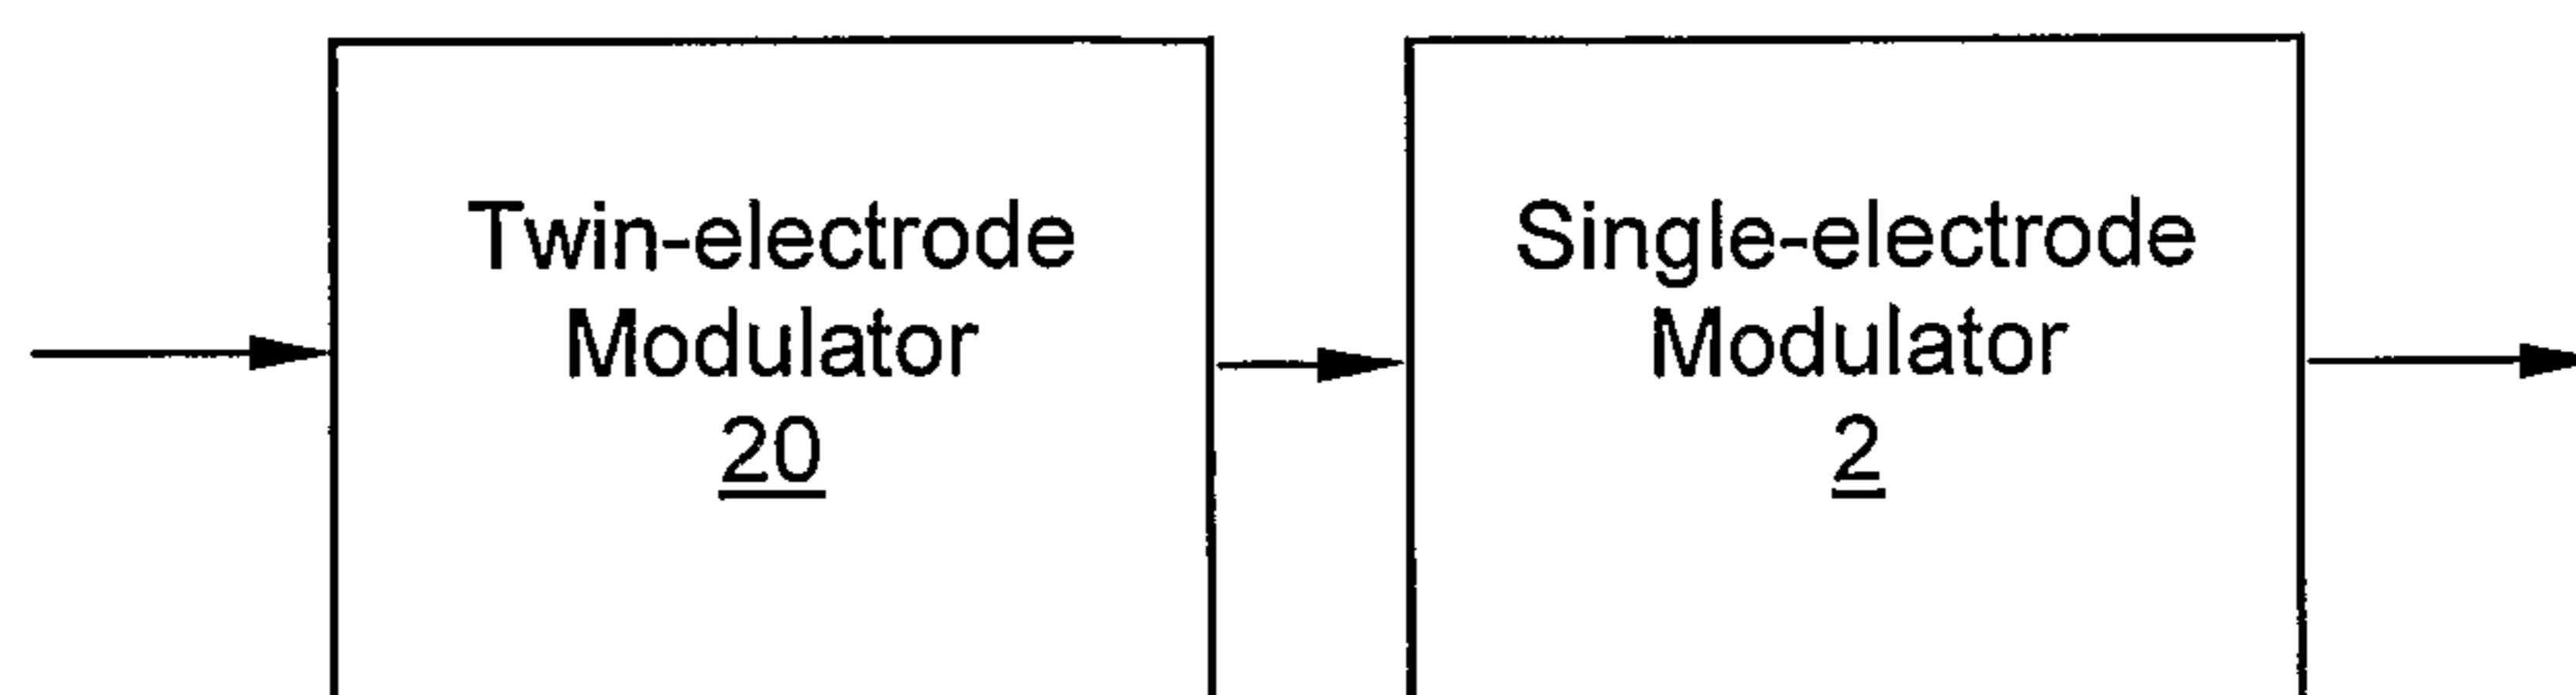 Twin-electrode
Modulator
20
Single-electrode
Modulator
2